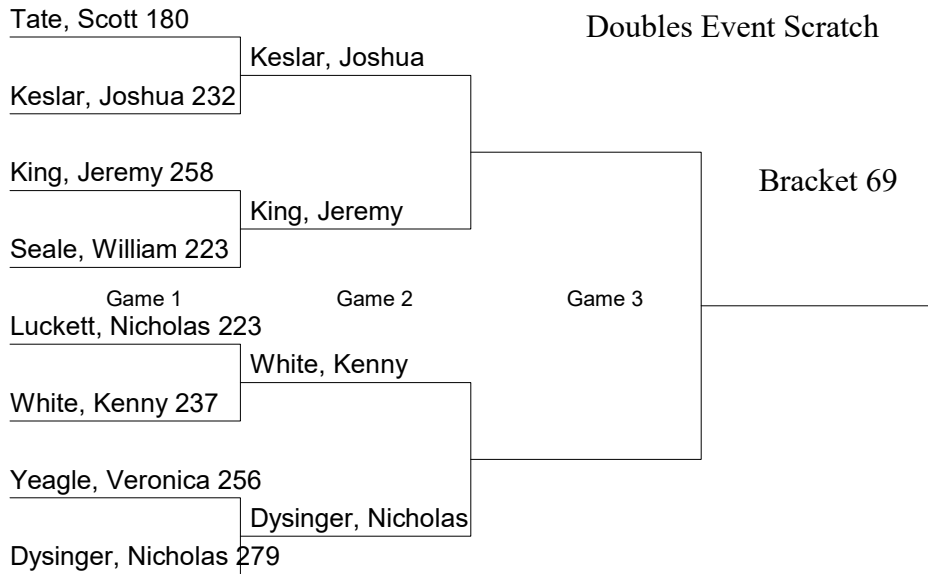 Tate, Scott 180
Doubles Event Scratch
Keslar, Joshua
Keslar, Joshua 232
King, Jeremy 258
Bracket 69
King, Jeremy
Seale, William 223
Game 1
Game 2
Game 3
Luckett, Nicholas 223
White, Kenny
White, Kenny 237
Yeagle, Veronica 256
Dysinger, Nicholas
Dysinger, Nicholas 279